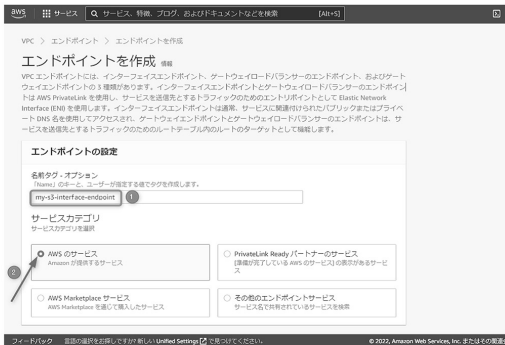 aws
サービス
サービス、特徴、ブログ、およびドキュメントなどを検索
[Alt+S]
VPC > エンドポイント > エンドポイントを作成
エンドポイントを作成 情報
VPC エンドポイントには、インターフェイスエンドポイント、ゲートウェイロードバランサーのエンドポイント、およびゲート
ウェイエンドポイントの 3 種類があります。インターフェイスエンドポイントとゲートウェイロードバランサーのエンドポイン
トは AWS PrivateLink を使用し、サービスを送信先とするトラフィックのためのエントリポイントとして Elastic Network
Interface (ENI) を使用します。インターフェイスエンドポイントは通常、サービスに関連付けられたパブリックまたはプライベ
ート DNS 名を使用してアクセスされ、ゲートウェイエンドポイントとゲートウェイロードバランサーのエンドポイントは、サ
ービスを送信先とするトラフィックのためのルートテーブル内のルートのターゲットとして機能します。
エンドポイントの設定
名前タグ - オプション
「Name」のキーと、ユーザーが指定する値でタグを作成します。
my-s3-interface-endpoint
1
サービスカテゴリ
サービスカテゴリを選択
2
AWS のサービス
Amazon が提供するサービス
PrivateLink Ready パートナーのサービス
[準備が完了している AWS のサービス] の表示があるサービ
ス
AWS Marketplace サービス
AWS Marketplace を通じて購入したサービス
その他のエンドポイントサービス
サービス名で共有されているサービスを検索
フィードバック
言語の選択をお探しですか? 新しい Unified Settings で見つけてください。
© 2022, Amazon Web Services, Inc. またはその関連会